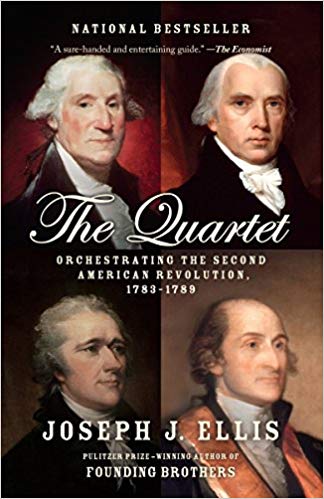 NATIONAL BESTSELLER
"A sure-handed and entertaining guide." —The Economist
The Quartet
ORCHESTRATING THE SECOND
AMERICAN REVOLUTION,
1783–1789
JOSEPH J. ELLIS
PULITZER PRIZE–WINNING AUTHOR OF
FOUNDING BROTHERS